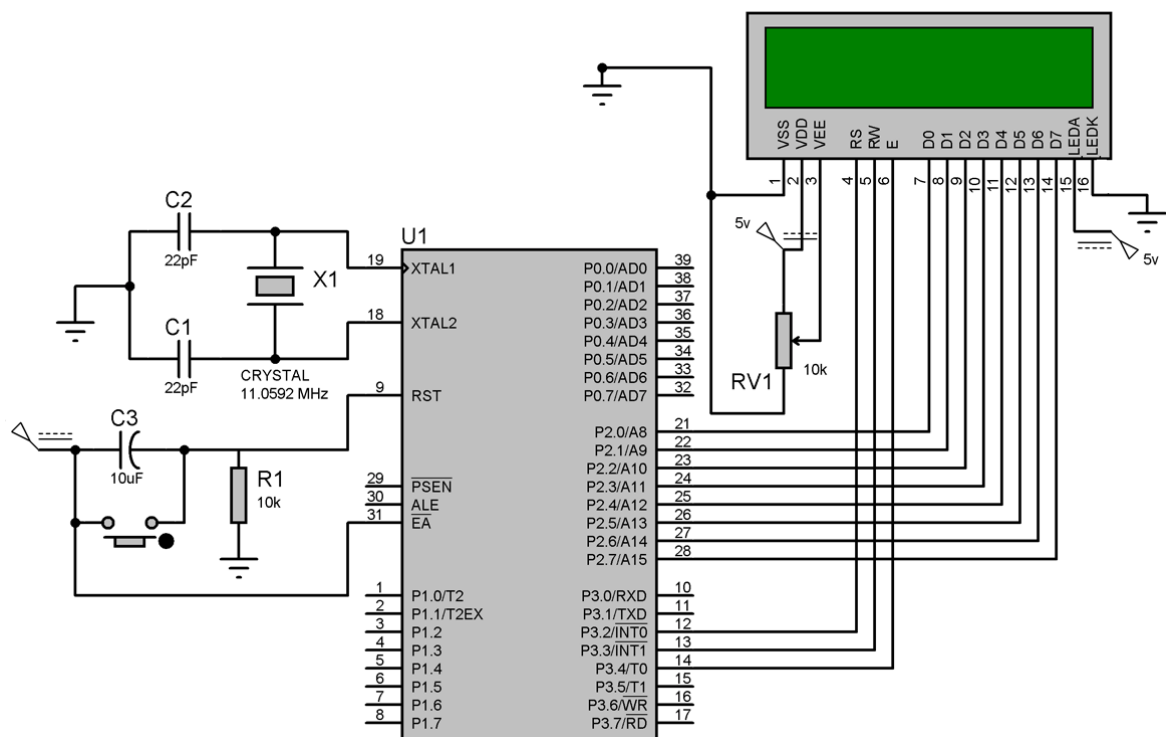 VSS
VDD
VEE
RS
RW
E
D0
D1
D2
D3
D4
D5
D6
D7
LEDA
LEDK
1
2
3
4
5
6
7
8
9
10
11
12
13
14
15
16
5v
5v
C2
22pF
C1
22pF
X1
CRYSTAL
11.0592 MHz
C3
10uF
R1
10k
RV1
10k
U1
19 XTAL1
18 XTAL2
9 RST
29 PSEN
30 ALE
31 EA
1 P1.0/T2
2 P1.1/T2EX
3 P1.2
4 P1.3
5 P1.4
6 P1.5
7 P1.6
8 P1.7
P0.0/AD0 39
P0.1/AD1 38
P0.2/AD2 37
P0.3/AD3 36
P0.4/AD4 35
P0.5/AD5 34
P0.6/AD6 33
P0.7/AD7 32
P2.0/A8 21
P2.1/A9 22
P2.2/A10 23
P2.3/A11 24
P2.4/A12 25
P2.5/A13 26
P2.6/A14 27
P2.7/A15 28
P3.0/RXD 10
P3.1/TXD 11
P3.2/INT0 12
P3.3/INT1 13
P3.4/T0 14
P3.5/T1 15
P3.6/WR 16
P3.7/RD 17